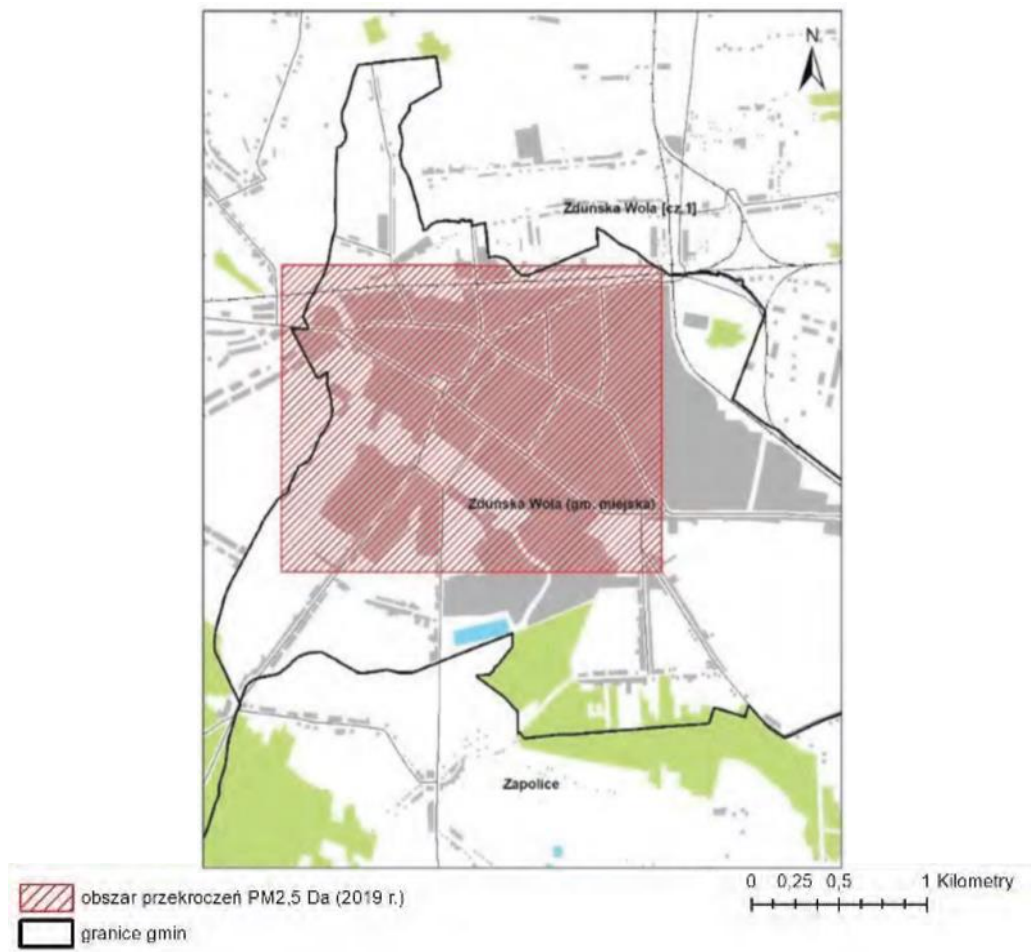 N
Zduńska Wola [cz.1]
Zduńska Wola (gm. miejska)
Zapolice
obszar przekroczeń PM2,5 Da (2019 r.)
granice gmin
0 0,25 0,5 1 Kilometry